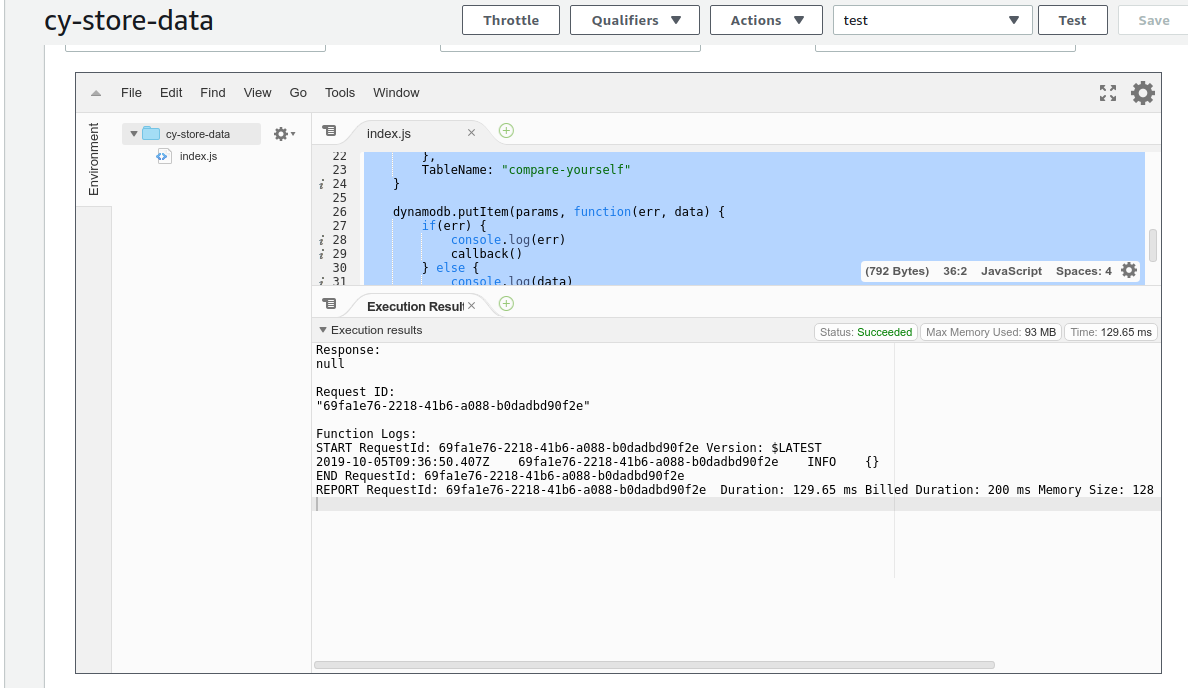 cy-store-data
Throttle Qualifiers Actions test Test Save
File Edit Find View Go Tools Window
Environment
cy-store-data
index.js
index.js
22 },
23 TableName: "compare-yourself"
24 }
25
26 dynamodb.putItem(params, function(err, data) {
27 if(err) {
28 console.log(err)
29 callback()
30 } else {
31 console.log(data)
(792 Bytes) 36:2 JavaScript Spaces: 4
Execution Result
Execution results
Status: Succeeded Max Memory Used: 93 MB Time: 129.65 ms
Response:
null
Request ID:
"69fa1e76-2218-41b6-a088-b0dadbd90f2e"
Function Logs:
START RequestId: 69fa1e76-2218-41b6-a088-b0dadbd90f2e Version: $LATEST
2019-10-05T09:36:50.407Z 69fa1e76-2218-41b6-a088-b0dadbd90f2e INFO {}
END RequestId: 69fa1e76-2218-41b6-a088-b0dadbd90f2e
REPORT RequestId: 69fa1e76-2218-41b6-a088-b0dadbd90f2e Duration: 129.65 ms Billed Duration: 200 ms Memory Size: 128